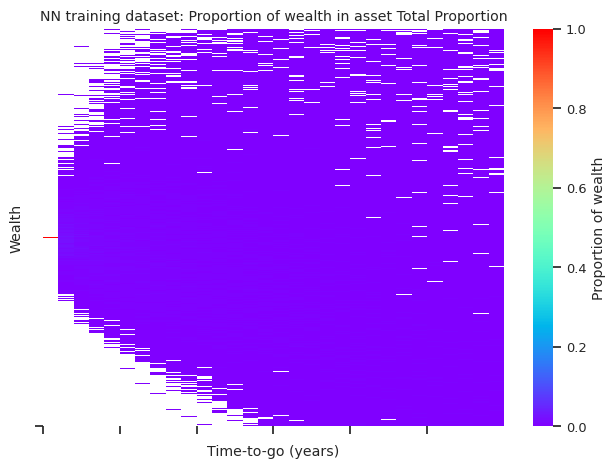 NN training dataset: Proportion of wealth in asset Total Proportion
Wealth
Time-to-go (years)
1.0
0.8
0.6
0.4
0.2
0.0
Proportion of wealth